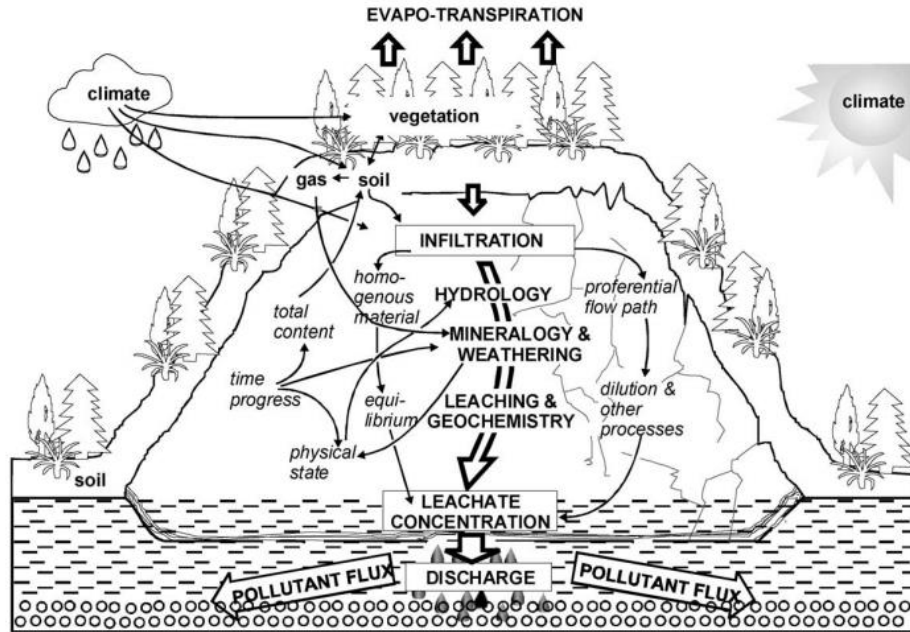 EVAPO-TRANSPIRATION
climate
climate
vegetation
gas
soil
INFILTRATION
homo-
genous
material
HYDROLOGY
proferential
flow path
total
content
MINERALOGY &
WEATHERING
time
progress
equi-
librium
LEACHING &
GEOCHEMISTRY
dilution &
other
processes
physical
state
soil
LEACHATE
CONCENTRATION
POLLUTANT FLUX
DISCHARGE
POLLUTANT FLUX